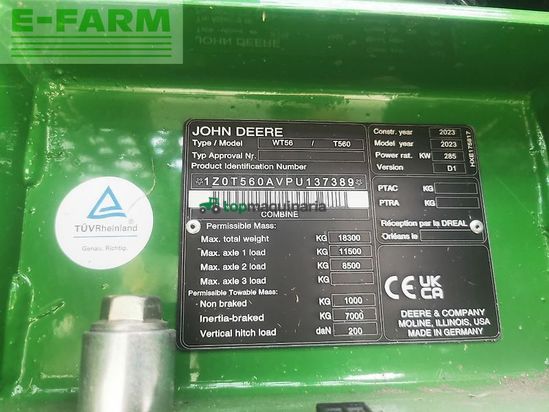 E-FARM
JOHN DEERE
Type / Model WT56 / T560
Typ Approval Nr.
Product Identification Number
☆1Z0T560AVPU137389☆
topmaquinaria
COMBINE
Permissible Mass:
Max. total weight KG 18300
Max. axle 1 load KG 11500
Max. axle 2 load KG 8500
Max. axle 3 load KG
Permissible Towable Mass:
Non braked KG 1000
Inertia-braked KG 7000
Vertical hitch load daN 200
Constr. year 2023
Model year 2023
Power rat. KW 285
Version D1
HXE175617
PTAC KG
PTRA KG
Réception par la DREAL
Orléans le
CE UK CA
DEERE & COMPANY
MOLINE, ILLINOIS, USA
MADE IN GERMANY
TÜVRheinland
Genau. Richtig.